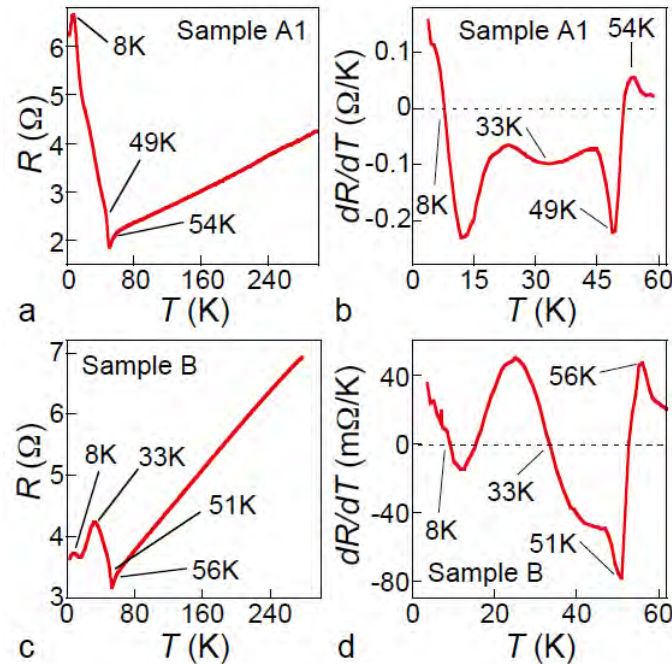 Sample A1
8K
49K
54K
R (Ω)
6
5
4
3
2
0 80 160 240
T (K)
a
Sample A1
54K
33K
8K
49K
dR/dT (Ω/K)
0.1
0
-0.1
-0.2
15 30 45 60
T (K)
b
Sample B
8K
33K
51K
56K
R (Ω)
7
6
5
4
3
0 80 160 240
T (K)
c
56K
33K
8K
51K
Sample B
dR/dT (mΩ/K)
40
0
-40
-80
0 20 40 60
T (K)
d